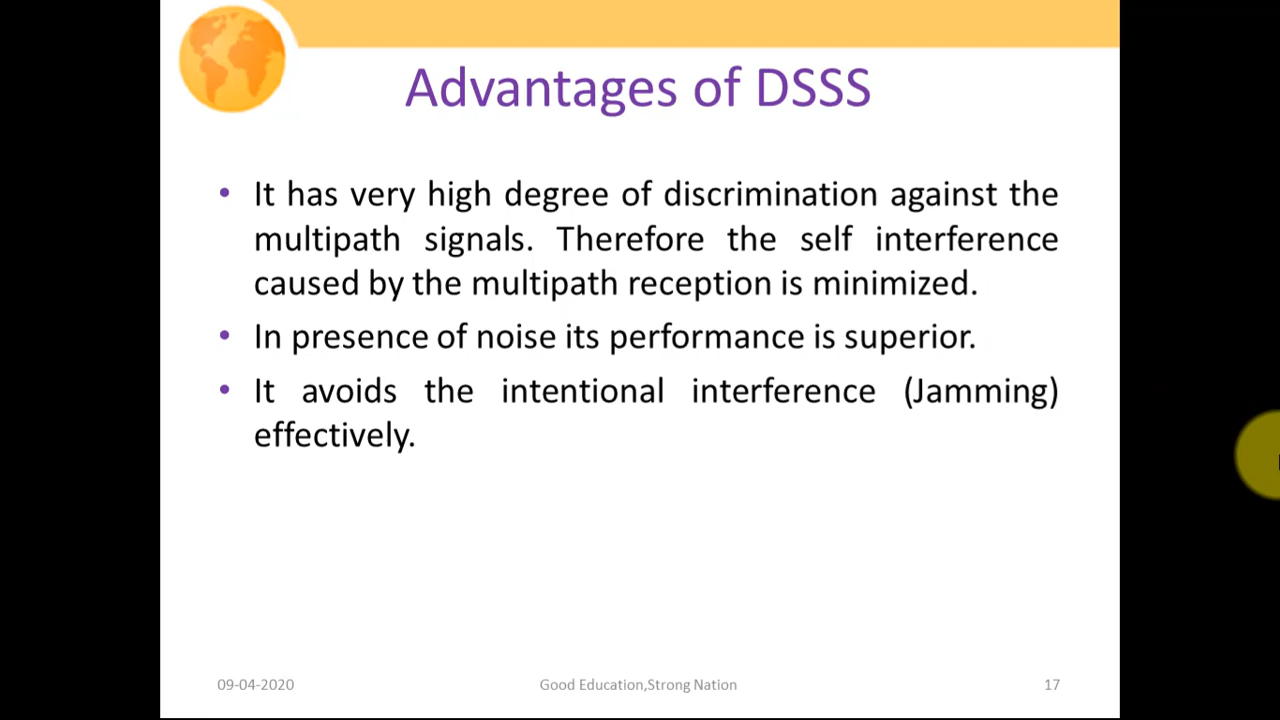 Advantages of DSSS
• It has very high degree of discrimination against the
multipath signals. Therefore the self interference
caused by the multipath reception is minimized.
• In presence of noise its performance is superior.
• It avoids the intentional interference (Jamming)
effectively.
09-04-2020 Good Education,Strong Nation 17